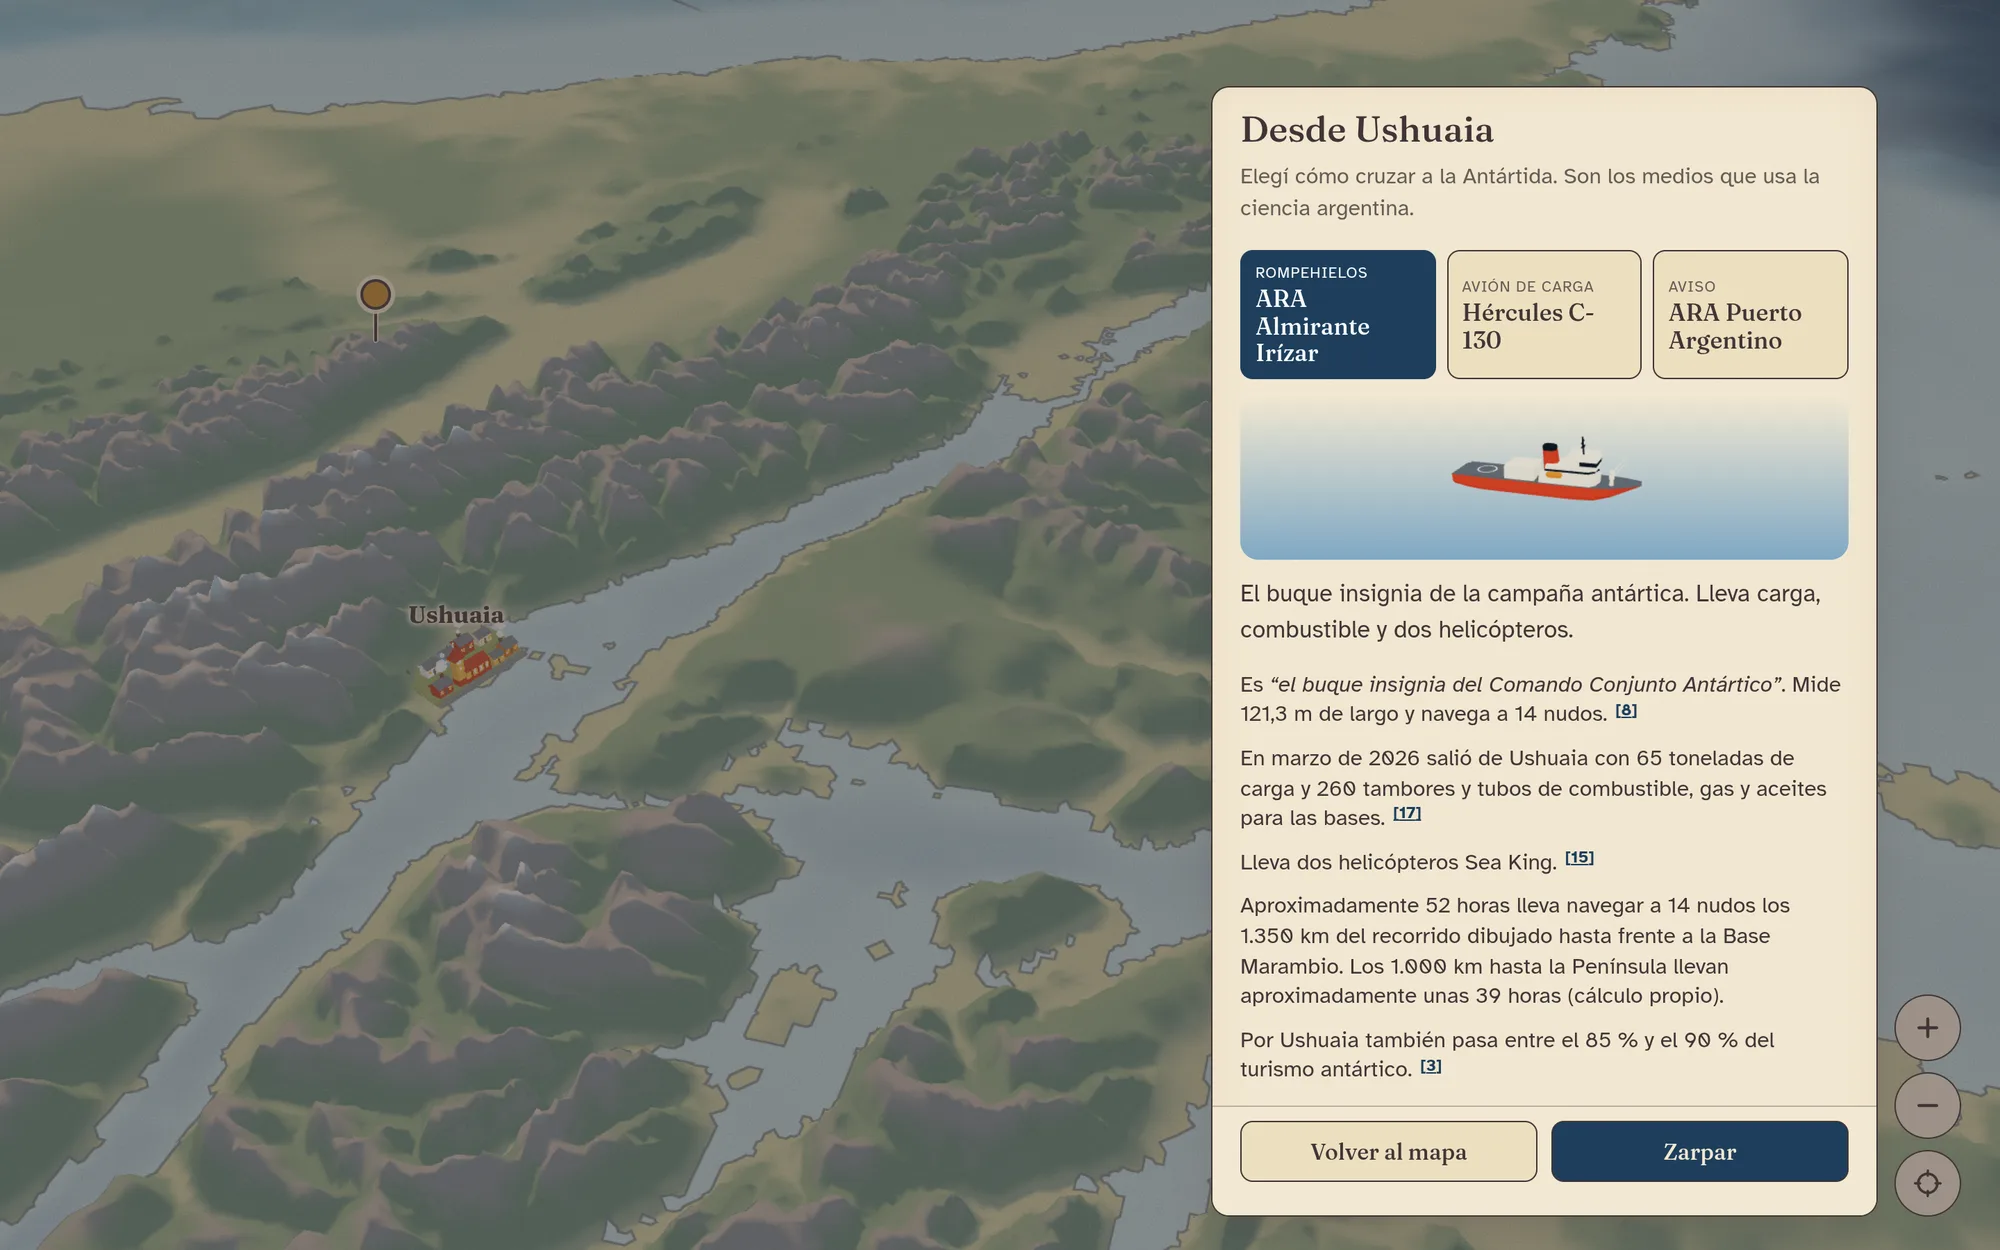 Desde Ushuaia
Elegí cómo cruzar a la Antártida. Son los medios que usa la
ciencia argentina.
ROMPEHIELOS
ARA
Almirante
Irízar
AVIÓN DE CARGA
Hércules C-
130
AVISO
ARA Puerto
Argentino
Ushuaia
El buque insignia de la campaña antártica. Lleva carga,
combustible y dos helicópteros.
Es “el buque insignia del Comando Conjunto Antártico”. Mide
121,3 m de largo y navega a 14 nudos. [8]
En marzo de 2026 salió de Ushuaia con 65 toneladas de
carga y 260 tambores y tubos de combustible, gas y aceites
para las bases. [17]
Lleva dos helicópteros Sea King. [15]
Aproximadamente 52 horas lleva navegar a 14 nudos los
1.350 km del recorrido dibujado hasta frente a la Base
Marambio. Los 1.000 km hasta la Península llevan
aproximadamente unas 39 horas (cálculo propio).
Por Ushuaia también pasa entre el 85 % y el 90 % del
turismo antártico. [3]
Volver al mapa
Zarpar